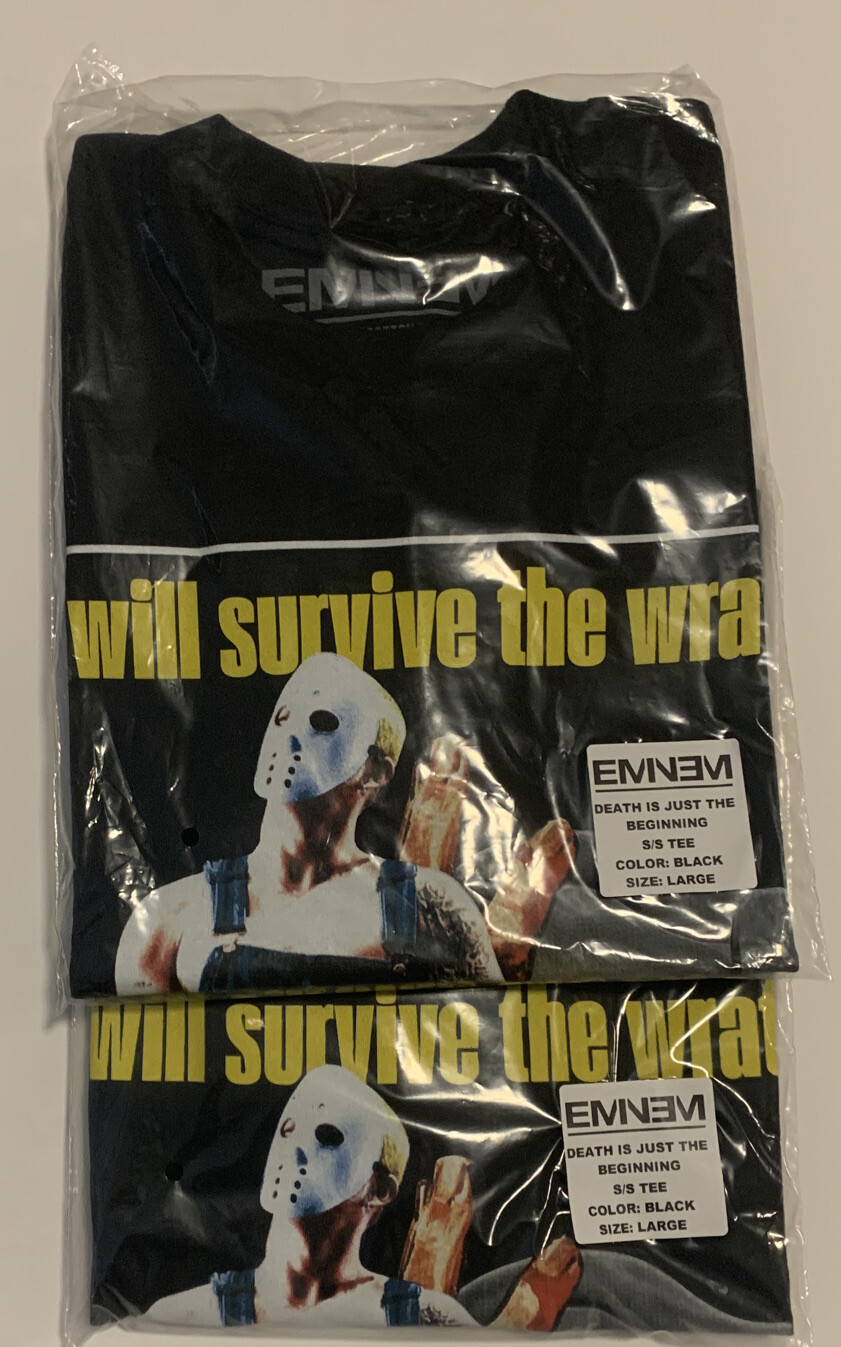 EMINEM
will survive the wra
EMINEM
DEATH IS JUST THE
BEGINNING
S/S TEE
COLOR: BLACK
SIZE: LARGE
will survive the wrat
EMINEM
DEATH IS JUST THE
BEGINNING
S/S TEE
COLOR: BLACK
SIZE: LARGE